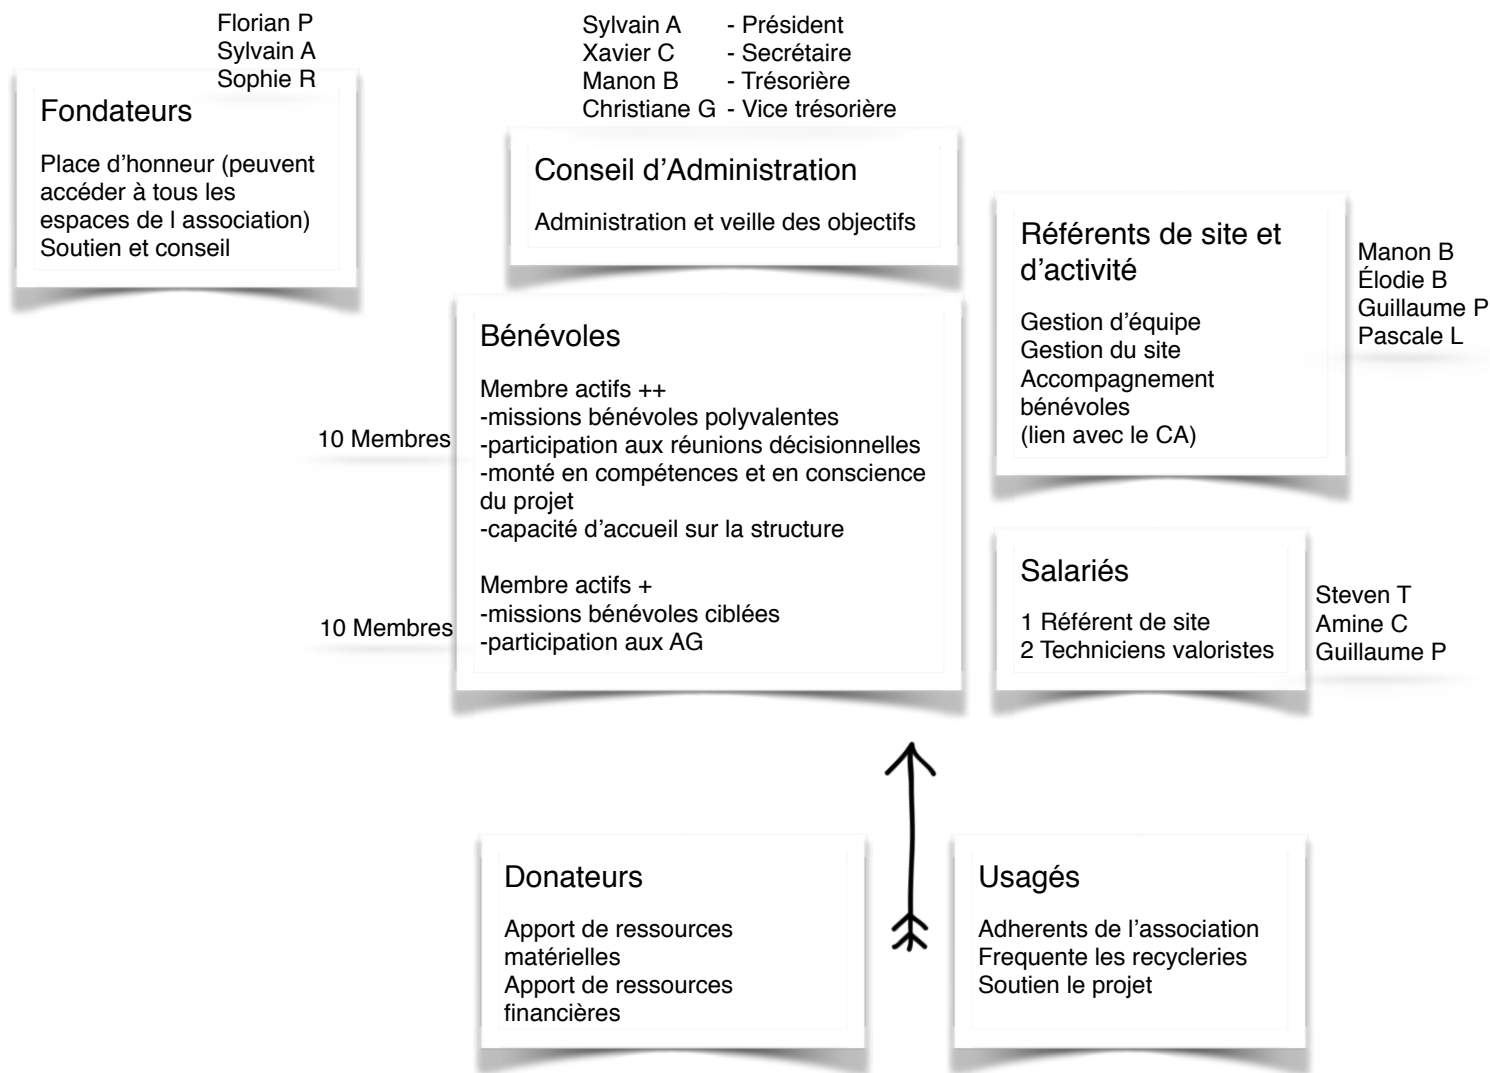 Florian P
Sylvain A
Sophie R
Fondateurs
Place d’honneur (peuvent
accéder à tous les
espaces de l association)
Soutien et conseil
Sylvain A - Président
Xavier C - Secrétaire
Manon B - Trésorière
Christiane G - Vice trésorière
Conseil d’Administration
Administration et veille des objectifs
Référents de site et
d’activité
Gestion d’équipe
Gestion du site
Accompagnement
bénévoles
(lien avec le CA)
Manon B
Élodie B
Guillaume P
Pascale L
Bénévoles
Membre actifs ++
-missions bénévoles polyvalentes
-participation aux réunions décisionnelles
-monté en compétences et en conscience
du projet
-capacité d’accueil sur la structure
10 Membres
Membre actifs +
-missions bénévoles ciblées
-participation aux AG
10 Membres
Salariés
1 Référent de site
2 Techniciens valoristes
Steven T
Amine C
Guillaume P
Donateurs
Apport de ressources
matérielles
Apport de ressources
financières
Usagés
Adherents de l’association
Frequente les recycleries
Soutien le projet